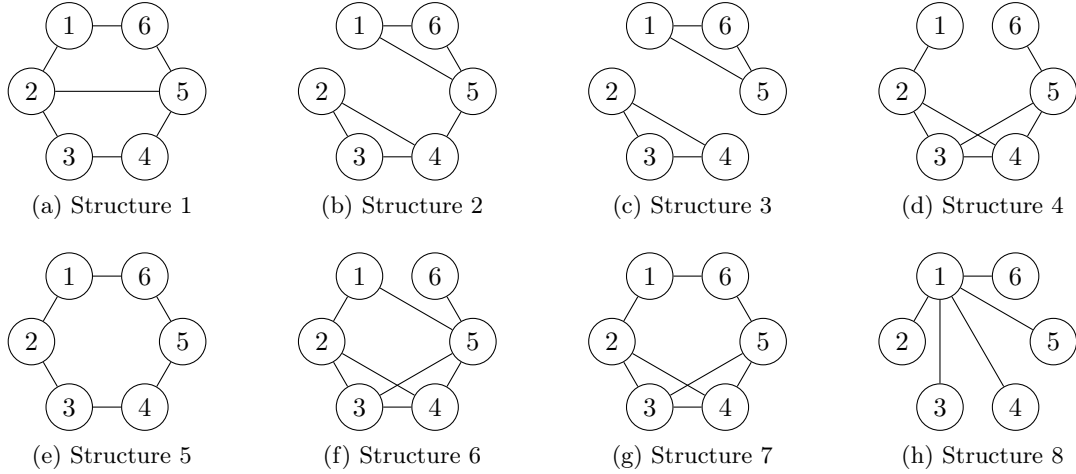 1 6 1 6 1 6 1 6
2 5 2 5 2 5 2 5
3 4 3 4 3 4 3 4
(a) Structure 1 (b) Structure 2 (c) Structure 3 (d) Structure 4
1 6 1 6 1 6 1 6
2 5 2 5 2 5 2 5
3 4 3 4 3 4 3 4
(e) Structure 5 (f) Structure 6 (g) Structure 7 (h) Structure 8